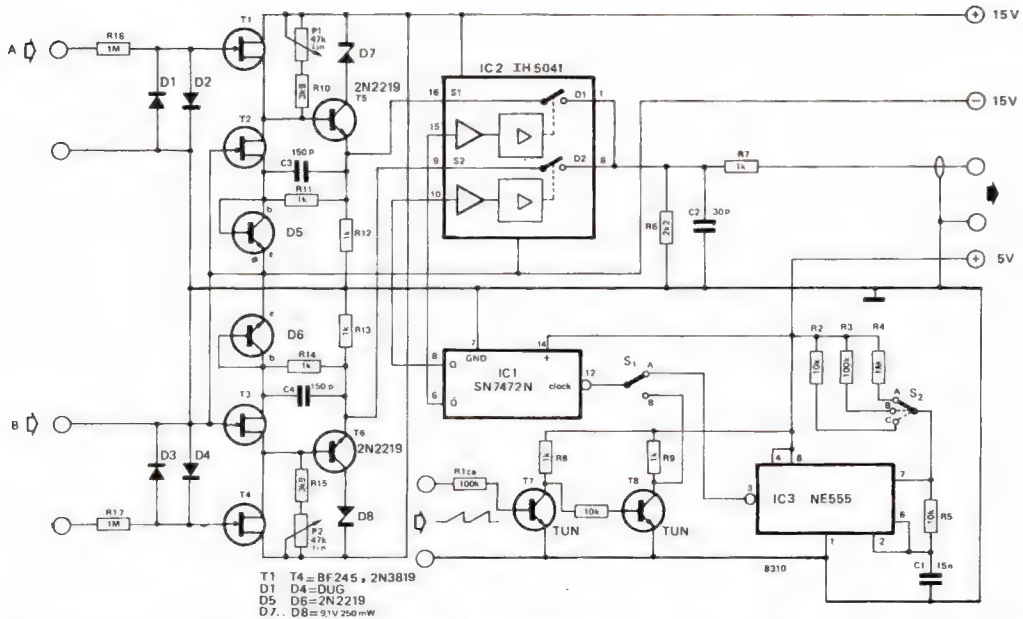 T1
P1
47k
lin
D7
+ 15V
A
R16
1M
D1
D2
R10
3k9
2N2219
T5
IC2 IH5041
16
S1
D1
1
− 15V
15
T2
C3
150 p
9
S2
D2
8
R7
1k
R11
1k
10
b
D5
e
R12
1k
R6
2k2
C2
30p
+ 5V
e
D6
b
R14
1k
R13
1k
7
GND
14
+
IC1
SN7472N
8
Q
clock
12
6
Q̄
S1
A
B
R2
10k
R3
100k
R4
1M
A
B
C
S2
C4
150 p
T3
B
T6
2N2219
D3
D4
R15
3k9
R17
1M
T4
P2
47k
lin
D8
R1ca
100k
1k
R8
1k
R9
T7
10k
T8
TUN
TUN
4
8
7
3
IC3 NE555
6
1
2
R5
10k
C1
15n
8310
T1 T4 = BF245, 2N3819
D1 D4 = DUG
D5 D6 = 2N2219
D7.. D8 = 9,1V 250 mW